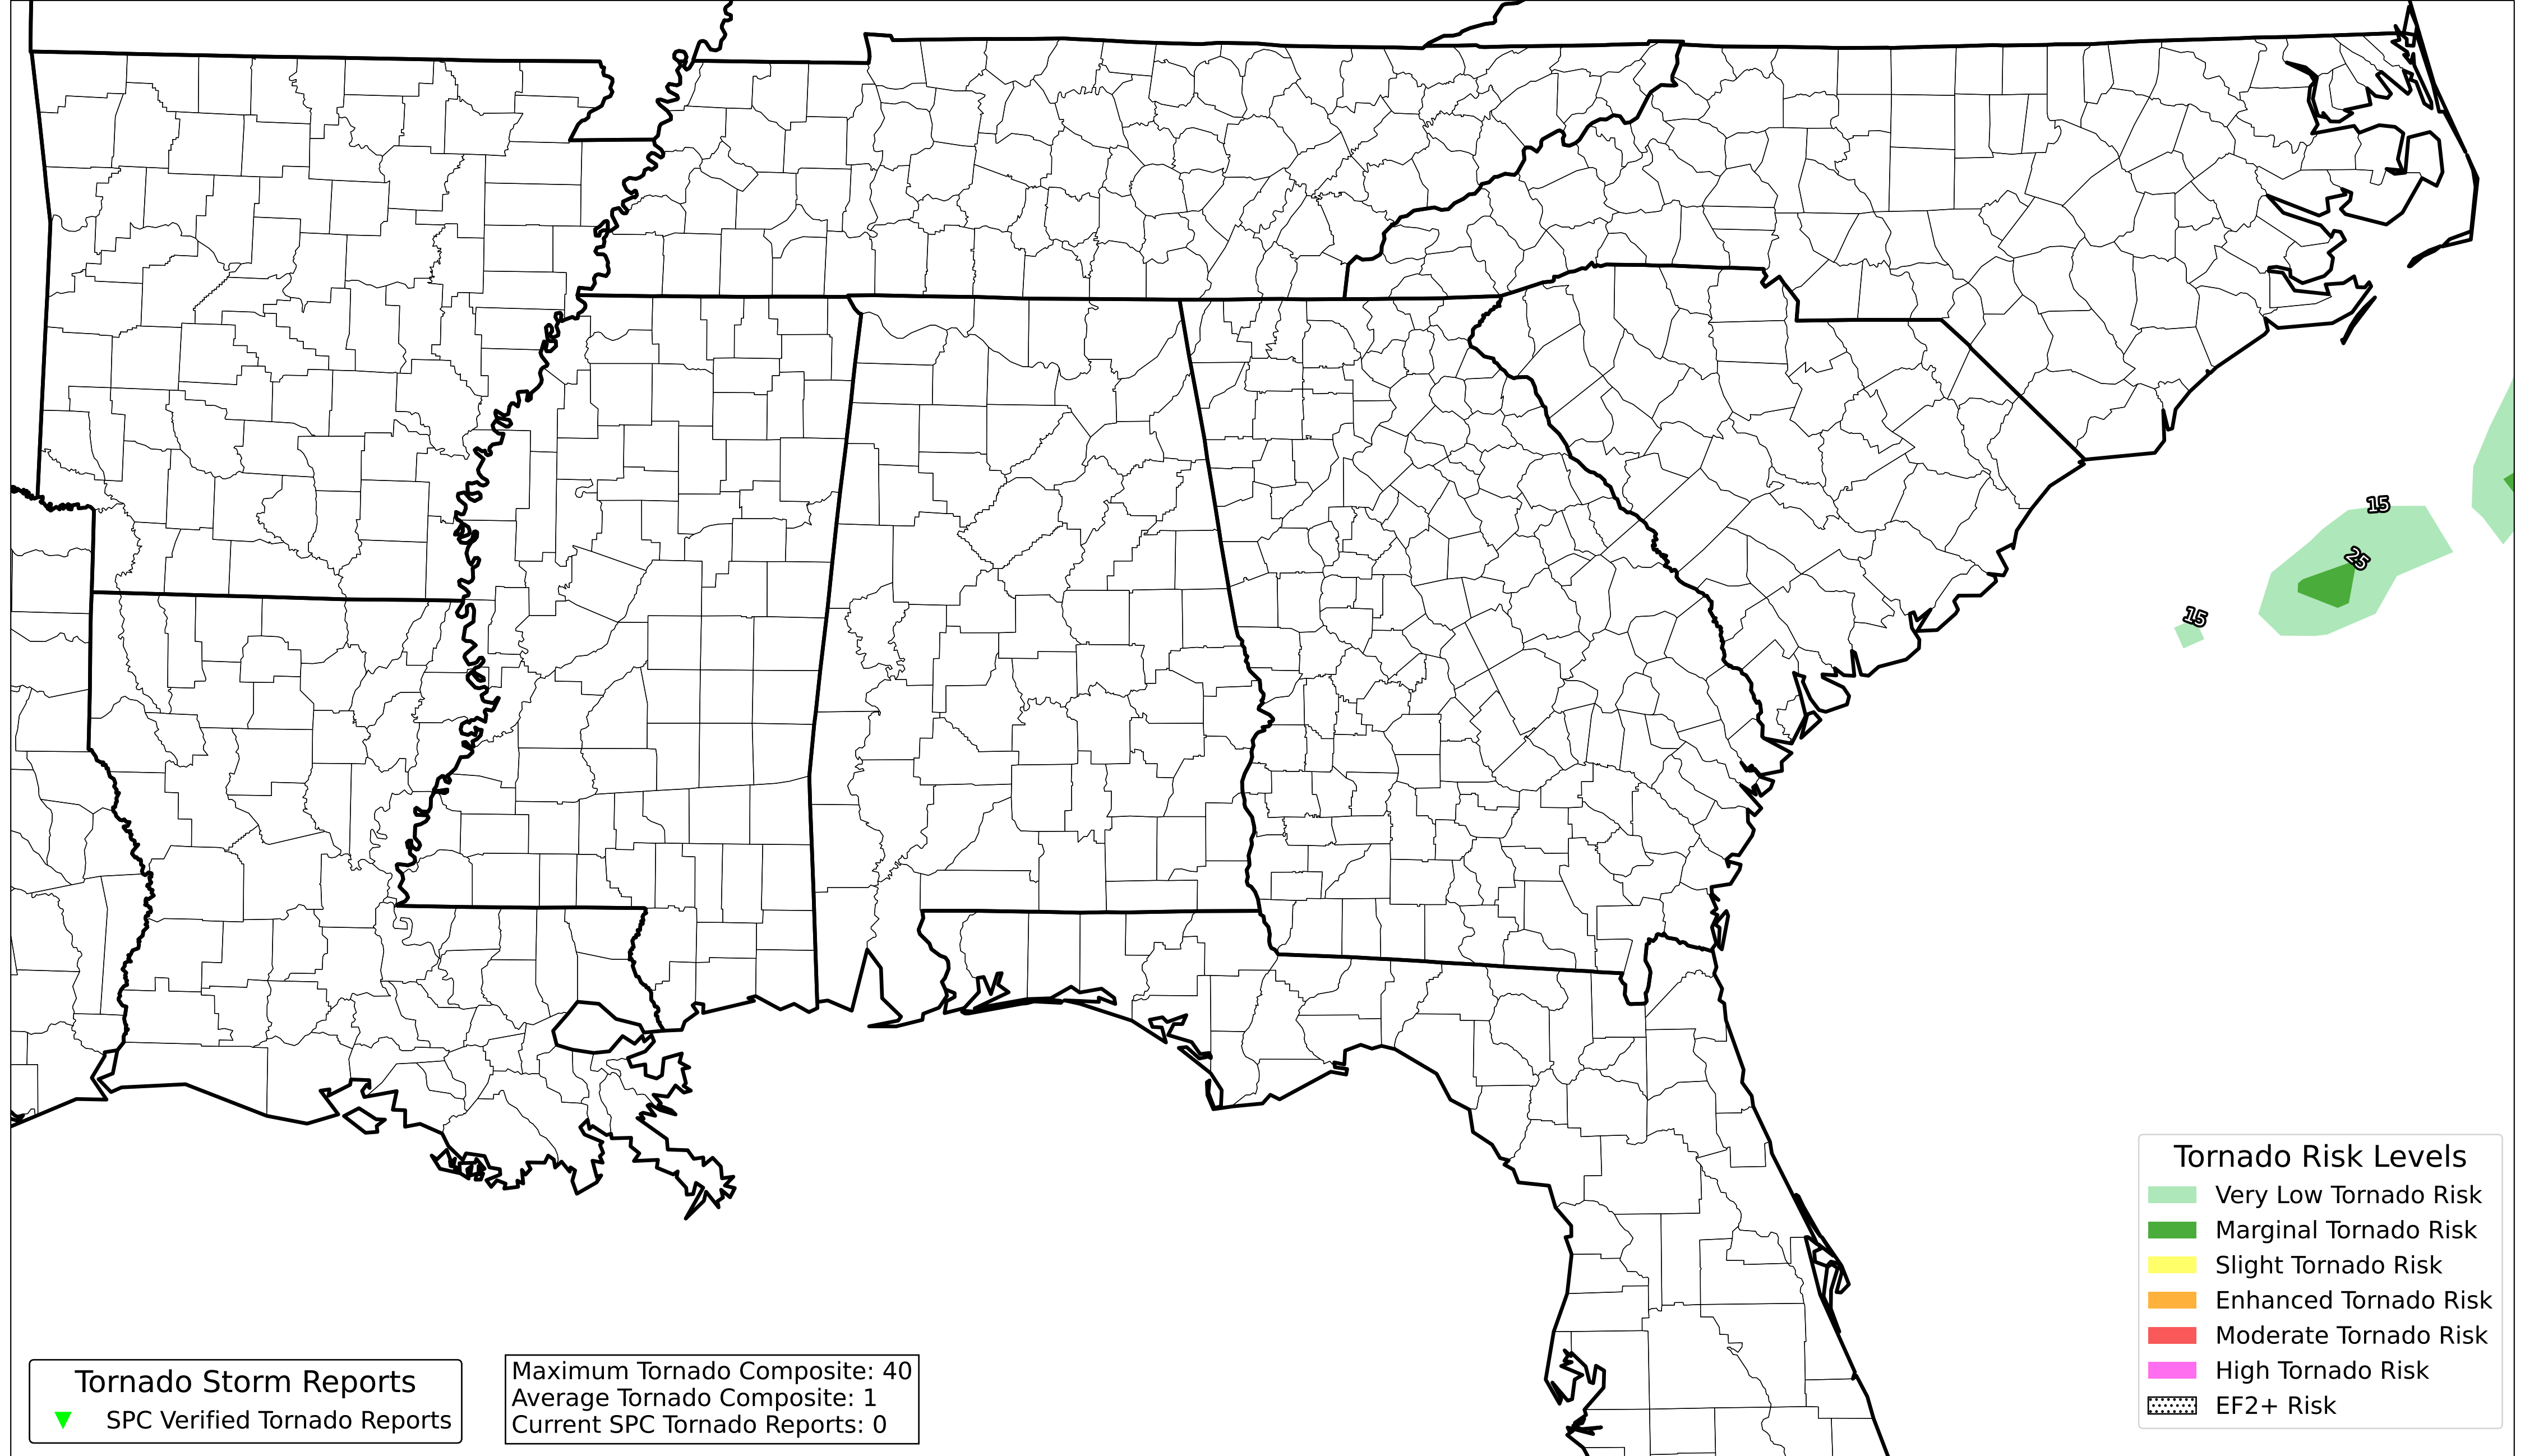 15
25
15
Tornado Risk Levels
Very Low Tornado Risk
Marginal Tornado Risk
Slight Tornado Risk
Enhanced Tornado Risk
Moderate Tornado Risk
High Tornado Risk
EF2+ Risk
Tornado Storm Reports
SPC Verified Tornado Reports
Maximum Tornado Composite: 40
Average Tornado Composite: 1
Current SPC Tornado Reports: 0